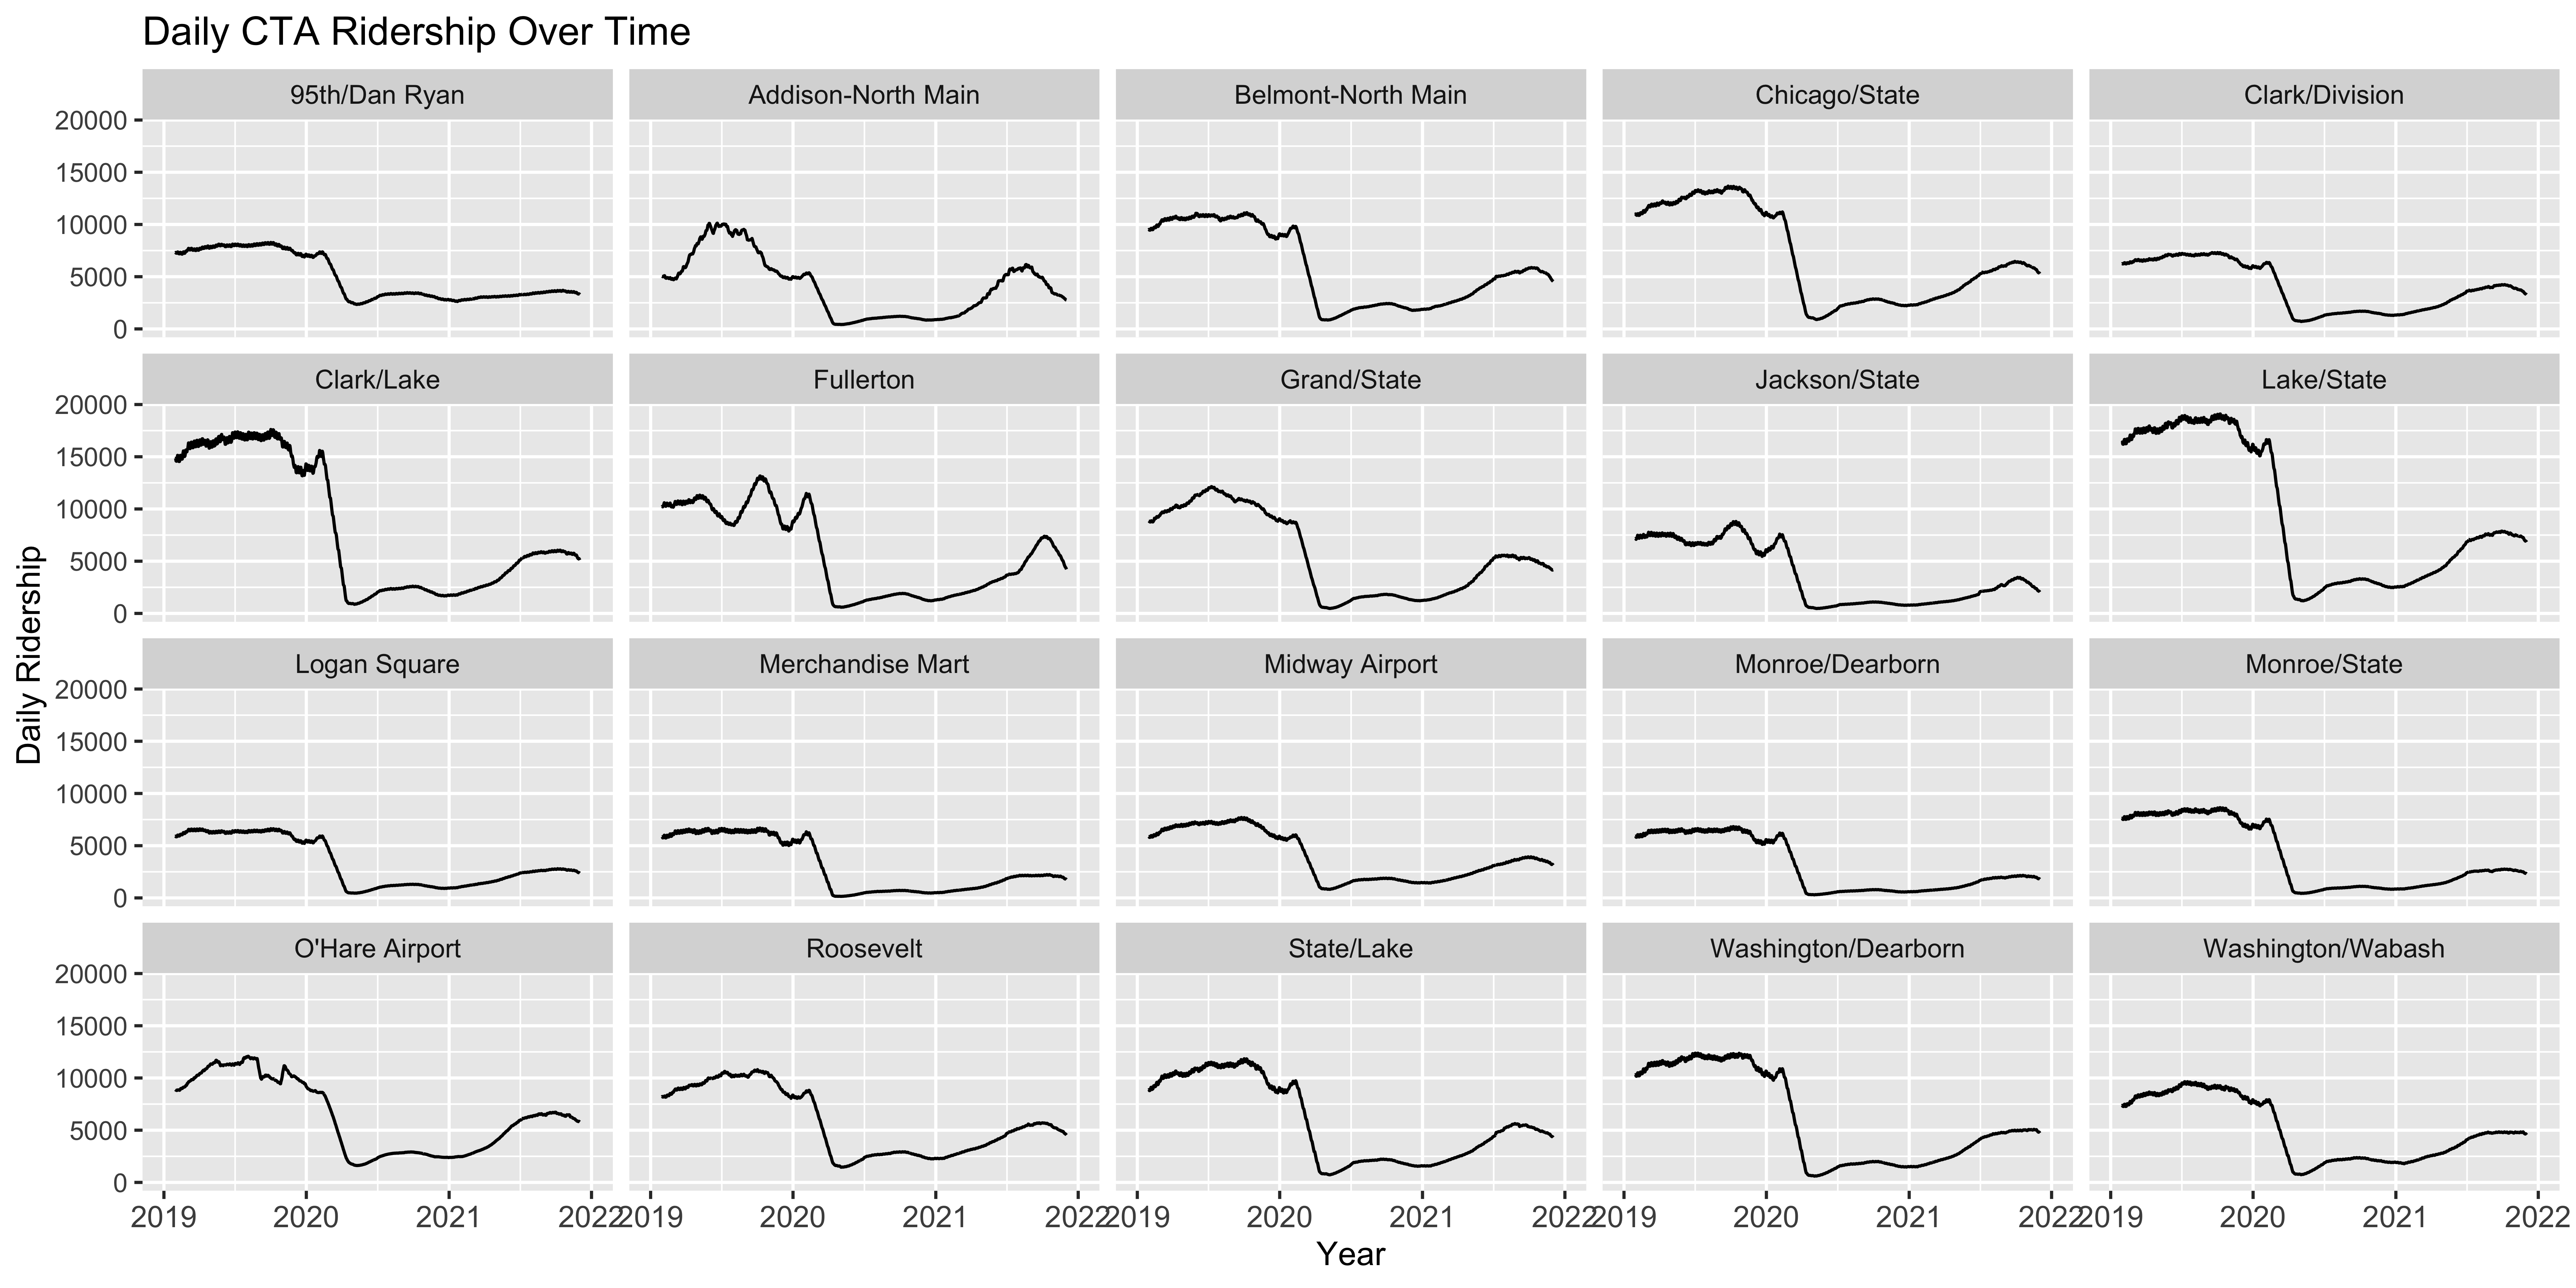 Daily CTA Ridership Over Time
95th/Dan Ryan
Addison-North Main
Belmont-North Main
Chicago/State
Clark/Division
20000
15000
10000
5000
0
Clark/Lake
Fullerton
Grand/State
Jackson/State
Lake/State
20000
15000
10000
5000
0
Daily Ridership
Logan Square
Merchandise Mart
Midway Airport
Monroe/Dearborn
Monroe/State
20000
15000
10000
5000
0
O'Hare Airport
Roosevelt
State/Lake
Washington/Dearborn
Washington/Wabash
20000
15000
10000
5000
0
2019 2020 2021 2022
2019 2020 2021 2022
2019 2020 2021 2022
2019 2020 2021 2022
2019 2020 2021 2022
Year